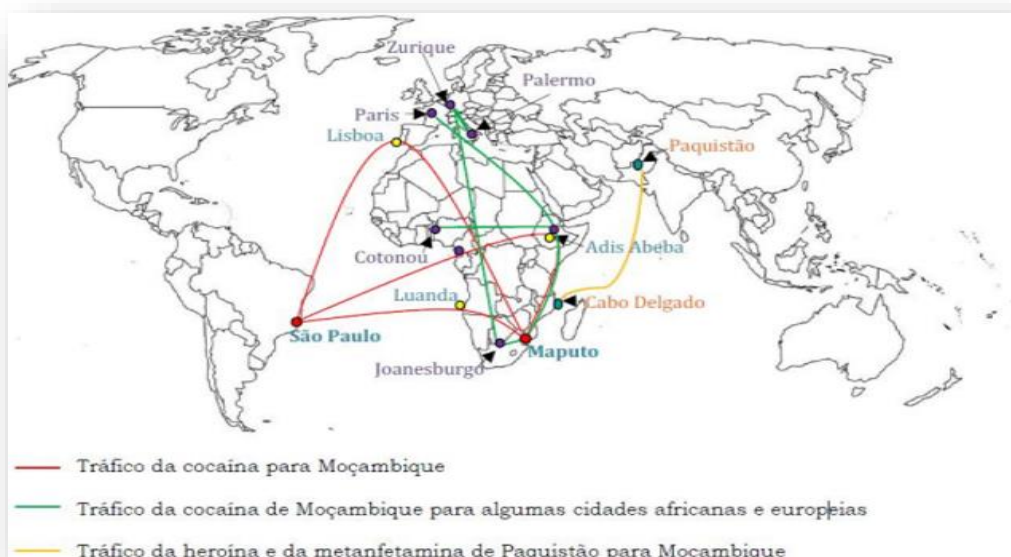 Zurique
Palermo
Paris
Lisboa
Paquistão
Cotonou
Adis Abeba
Luanda
Cabo Delgado
São Paulo
Maputo
Joanesburgo
Tráfico da cocaína para Moçambique
Tráfico da cocaína de Moçambique para algumas cidades africanas e europeias
Tráfico da heroína e da metanfetamina de Paquistão para Moçambique